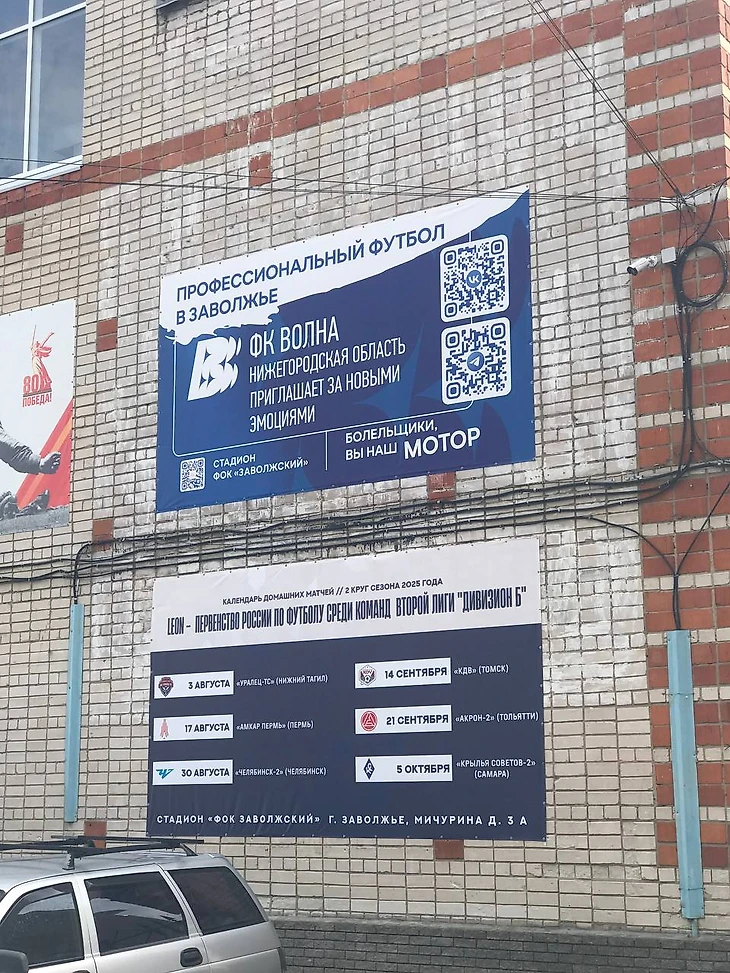 ПРОФЕССИОНАЛЬНЫЙ ФУТБОЛ
В ЗАВОЛЖЬЕ
ФК ВОЛНА
НИЖЕГОРОДСКАЯ ОБЛАСТЬ
ПРИГЛАШАЕТ ЗА НОВЫМИ
ЭМОЦИЯМИ
СТАДИОН
ФОК «ЗАВОЛЖСКИЙ»
БОЛЕЛЬЩИКИ,
ВЫ НАШ МОТОР
80
ПОБЕДА!
КАЛЕНДАРЬ ДОМАШНИХ МАТЧЕЙ // 2 КРУГ СЕЗОНА 2025 ГОДА
LEON - ПЕРВЕНСТВО РОССИИ ПО ФУТБОЛУ СРЕДИ КОМАНД ВТОРОЙ ЛИГИ "ДИВИЗИОН Б"
3 АВГУСТА «УРАЛЕЦ-ТС» (НИЖНИЙ ТАГИЛ)
17 АВГУСТА «АМКАР ПЕРМЬ» (ПЕРМЬ)
30 АВГУСТА «ЧЕЛЯБИНСК-2» (ЧЕЛЯБИНСК)
14 СЕНТЯБРЯ «КДВ» (ТОМСК)
21 СЕНТЯБРЯ «АКРОН-2» (ТОЛЬЯТТИ)
5 ОКТЯБРЯ «КРЫЛЬЯ СОВЕТОВ-2»
(САМАРА)
СТАДИОН «ФОК ЗАВОЛЖСКИЙ» Г. ЗАВОЛЖЬЕ, МИЧУРИНА Д. 3 А